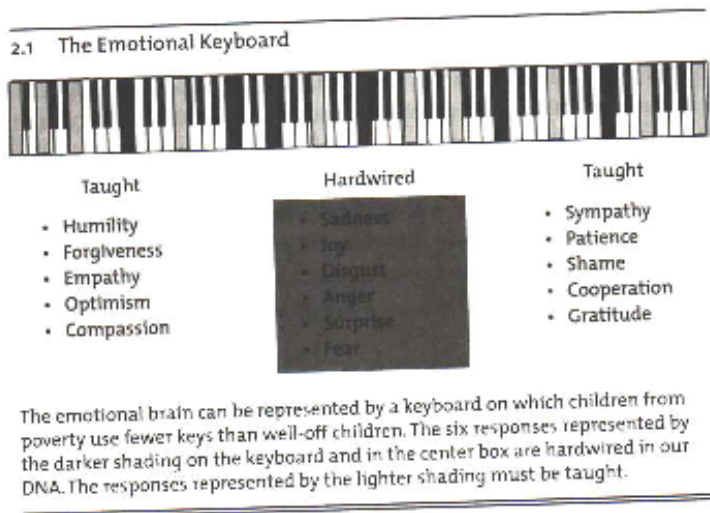 2.1 The Emotional Keyboard
Taught
• Humility
• Forgiveness
• Empathy
• Optimism
• Compassion
Hardwired
• Sadness
• Joy
• Disgust
• Anger
• Surprise
• Fear
Taught
• Sympathy
• Patience
• Shame
• Cooperation
• Gratitude
The emotional brain can be represented by a keyboard on which children from
poverty use fewer keys than well-off children. The six responses represented by
the darker shading on the keyboard and in the center box are hardwired in our
DNA. The responses represented by the lighter shading must be taught.